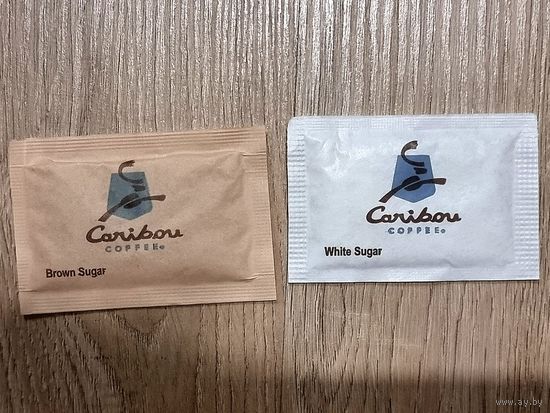 Caribou
COFFEE®
Brown Sugar
Caribou
COFFEE®
White Sugar
www.ay.by